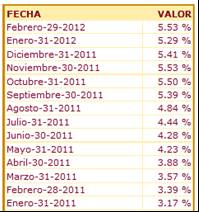 FECHA VALOR
Febrero-29-2012 5.53 %
Enero-31-2012 5.29 %
Diciembre-31-2011 5.41 %
Noviembre-30-2011 5.53 %
Octubre-31-2011 5.50 %
Septiembre-30-2011 5.39 %
Agosto-31-2011 4.84 %
Julio-31-2011 4.44 %
Junio-30-2011 4.28 %
Mayo-31-2011 4.23 %
Abril-30-2011 3.88 %
Marzo-31-2011 3.57 %
Febrero-28-2011 3.39 %
Enero-31-2011 3.17 %